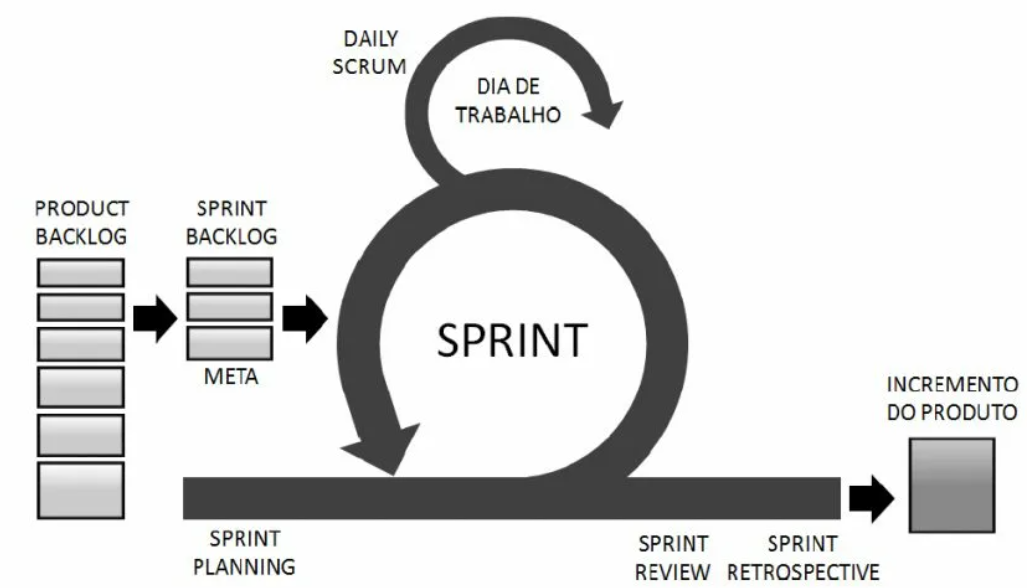 DAILY
SCRUM
DIA DE
TRABALHO
PRODUCT
BACKLOG
SPRINT
BACKLOG
META
SPRINT
INCREMENTO
DO PRODUTO
SPRINT
PLANNING
SPRINT
REVIEW
SPRINT
RETROSPECTIVE